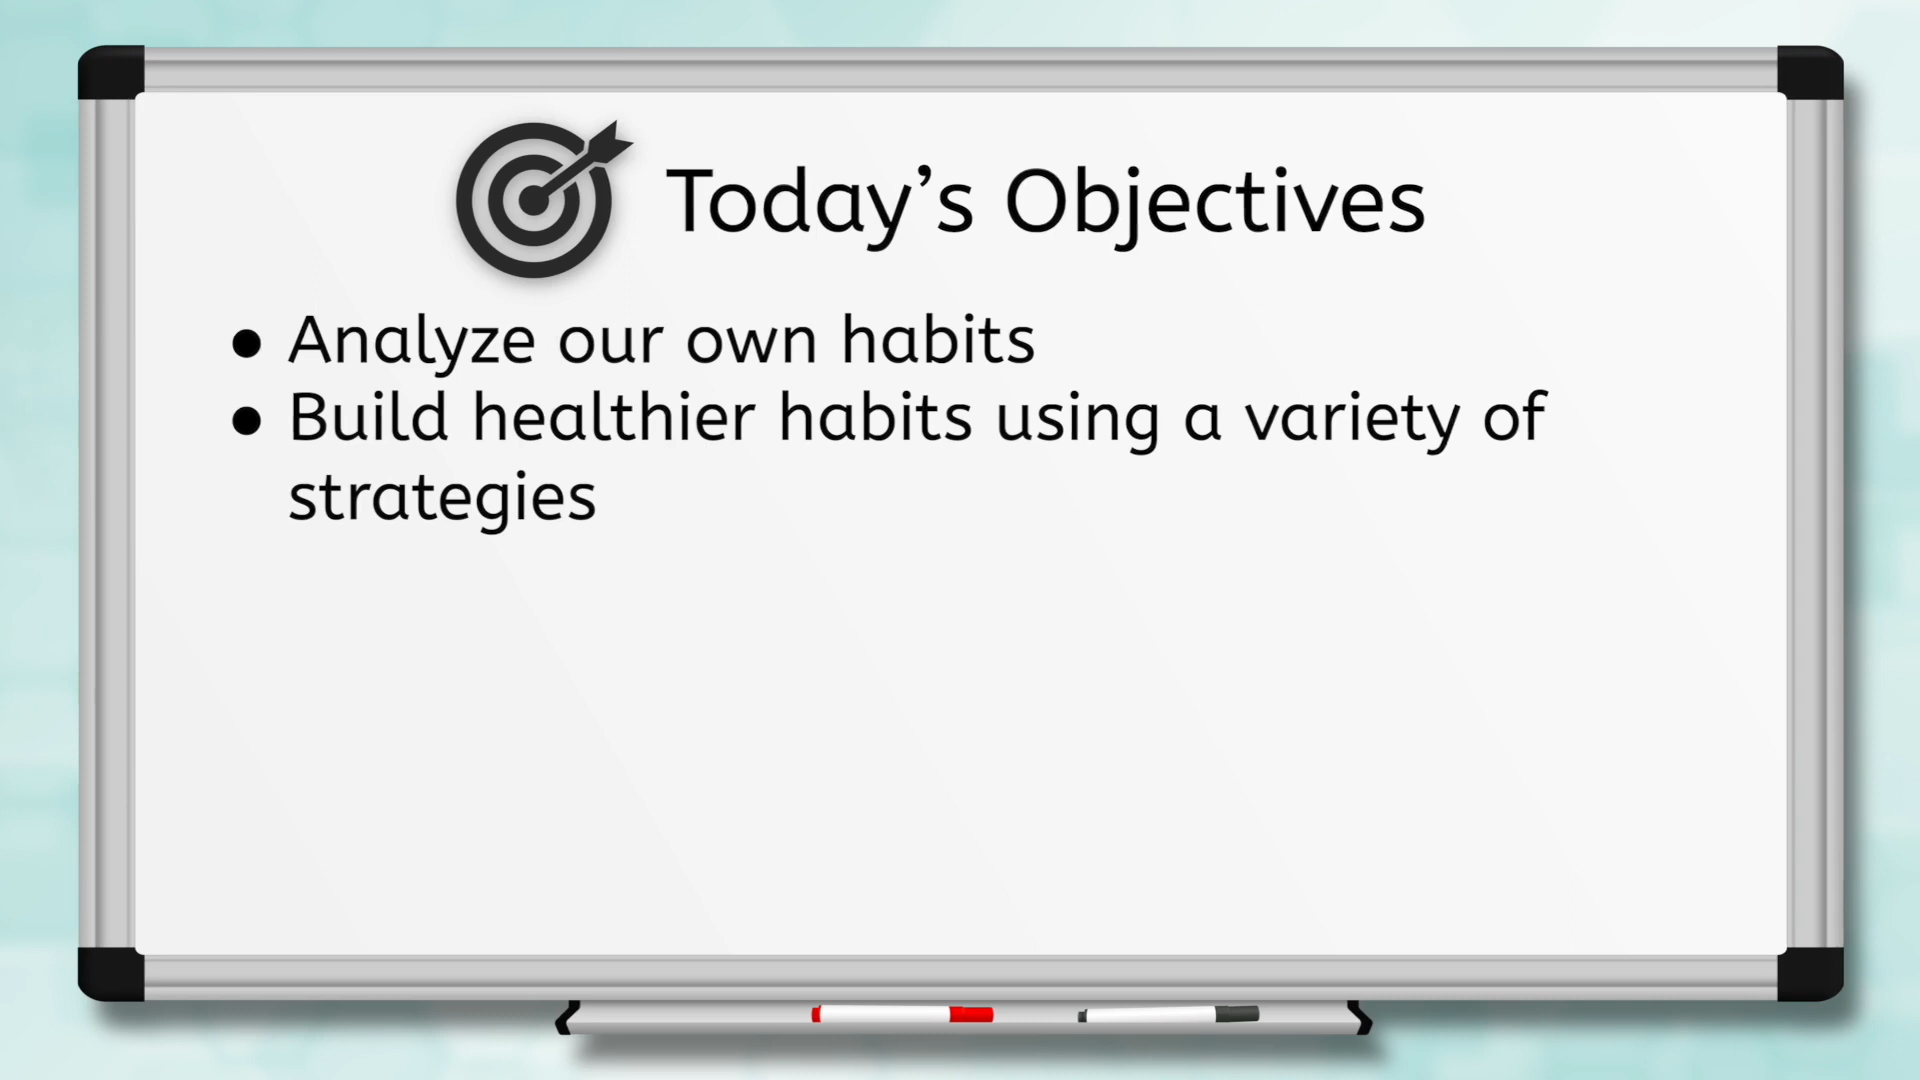 Today’s Objectives
● Analyze our own habits
● Build healthier habits using a variety of
strategies